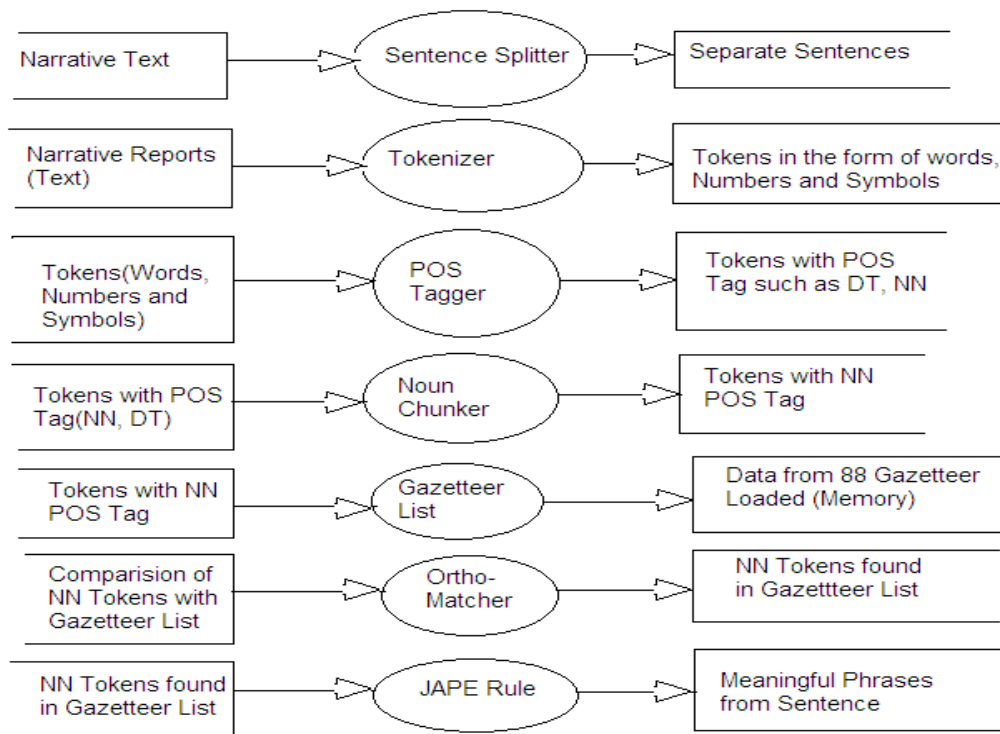 Narrative Text
Sentence Splitter
Separate Sentences
Narrative Reports
(Text)
Tokenizer
Tokens in the form of words,
Numbers and Symbols
Tokens(Words,
Numbers and
Symbols)
POS
Tagger
Tokens with POS
Tag such as DT, NN
Tokens with POS
Tag(NN, DT)
Noun
Chunker
Tokens with NN
POS Tag
Tokens with NN
POS Tag
Gazetteer
List
Data from 88 Gazetteer
Loaded (Memory)
Comparision of
NN Tokens with
Gazetteer List
Ortho-
Matcher
NN Tokens found
in Gazettteer List
NN Tokens found
in Gazetteer List
JAPE Rule
Meaningful Phrases
from Sentence